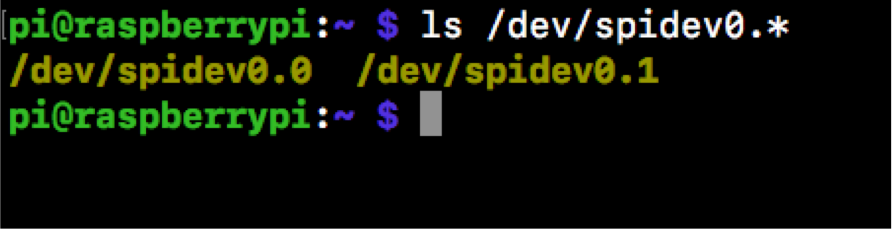 pi@raspberrypi:~ $ ls /dev/spidev0.*
/dev/spidev0.0  /dev/spidev0.1
pi@raspberrypi:~ $